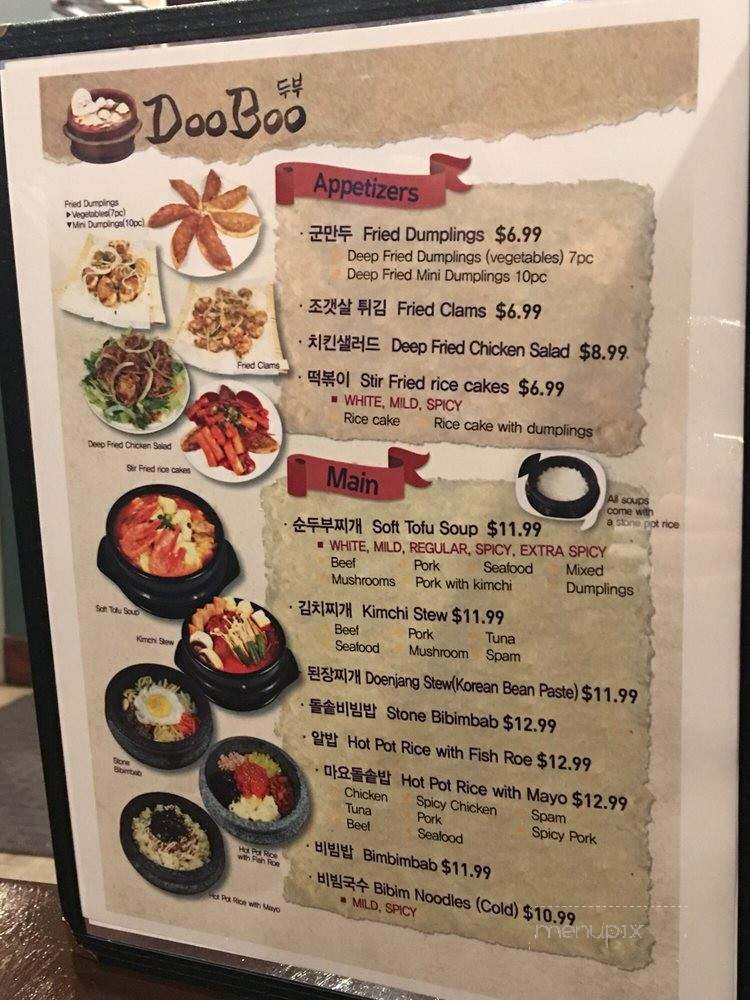 두부
DooBoo
Appetizers
Fried Dumplings
▶Vegetables(7pc)
▼Mini Dumplings(10pc)
· 군만두 Fried Dumplings $6.99
Deep Fried Dumplings (vegetables) 7pc
Deep Fried Mini Dumplings 10pc
· 조갯살 튀김 Fried Clams $6.99
· 치킨샐러드 Deep Fried Chicken Salad $8.99
· 떡볶이 Stir Fried rice cakes $6.99
■ WHITE, MILD, SPICY
Rice cake Rice cake with dumplings
Fried Clams
Deep Fried Chicken Salad
Stir Fried rice cakes
Main
All soups
come with
a stone pot rice
· 순두부찌개 Soft Tofu Soup $11.99
■ WHITE, MILD, REGULAR, SPICY, EXTRA SPICY
Beef Pork Seafood Mixed
Mushrooms Pork with kimchi Dumplings
· 김치찌개 Kimchi Stew $11.99
Beef Pork Tuna
Seafood Mushroom Spam
· 된장찌개 Doenjang Stew(Korean Bean Paste) $11.99
· 돌솥비빔밥 Stone Bibimbab $12.99
· 알밥 Hot Pot Rice with Fish Roe $12.99
· 마요돌솥밥 Hot Pot Rice with Mayo $12.99
Chicken Spicy Chicken Spam
Tuna Pork Spicy Pork
Beef Seafood
· 비빔밥 Bimbimbab $11.99
· 비빔국수 Bibim Noodles (Cold) $10.99
■ MILD, SPICY
Soft Tofu Soup
Kimchi Stew
Stone
Bibimbab
Hot Pot Rice
with Fish Roe
Hot Pot Rice with Mayo
menupix